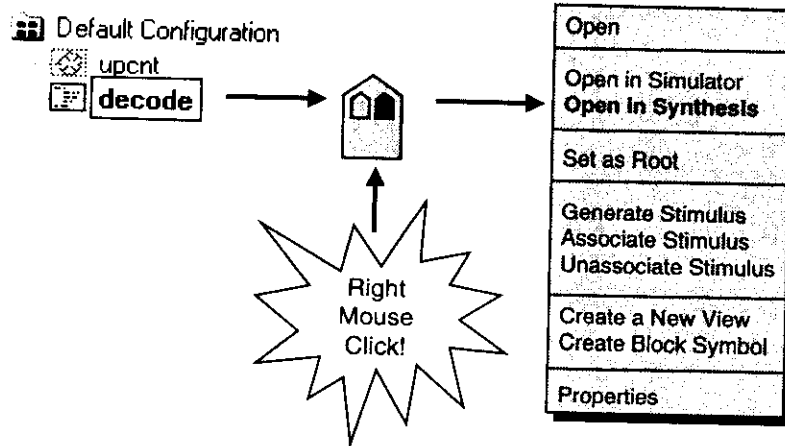 Default Configuration
upcnt
decode
Right
Mouse
Click!
Open
Open in Simulator
Open in Synthesis
Set as Root
Generate Stimulus
Associate Stimulus
Unassociate Stimulus
Create a New View
Create Block Symbol
Properties